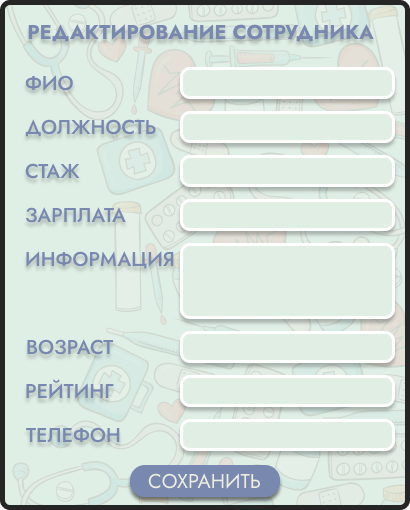 РЕДАКТИРОВАНИЕ СОТРУДНИКА
ФИО
ДОЛЖНОСТЬ
СТАЖ
ЗАРПЛАТА
ИНФОРМАЦИЯ
ВОЗРАСТ
РЕЙТИНГ
ТЕЛЕФОН
СОХРАНИТЬ